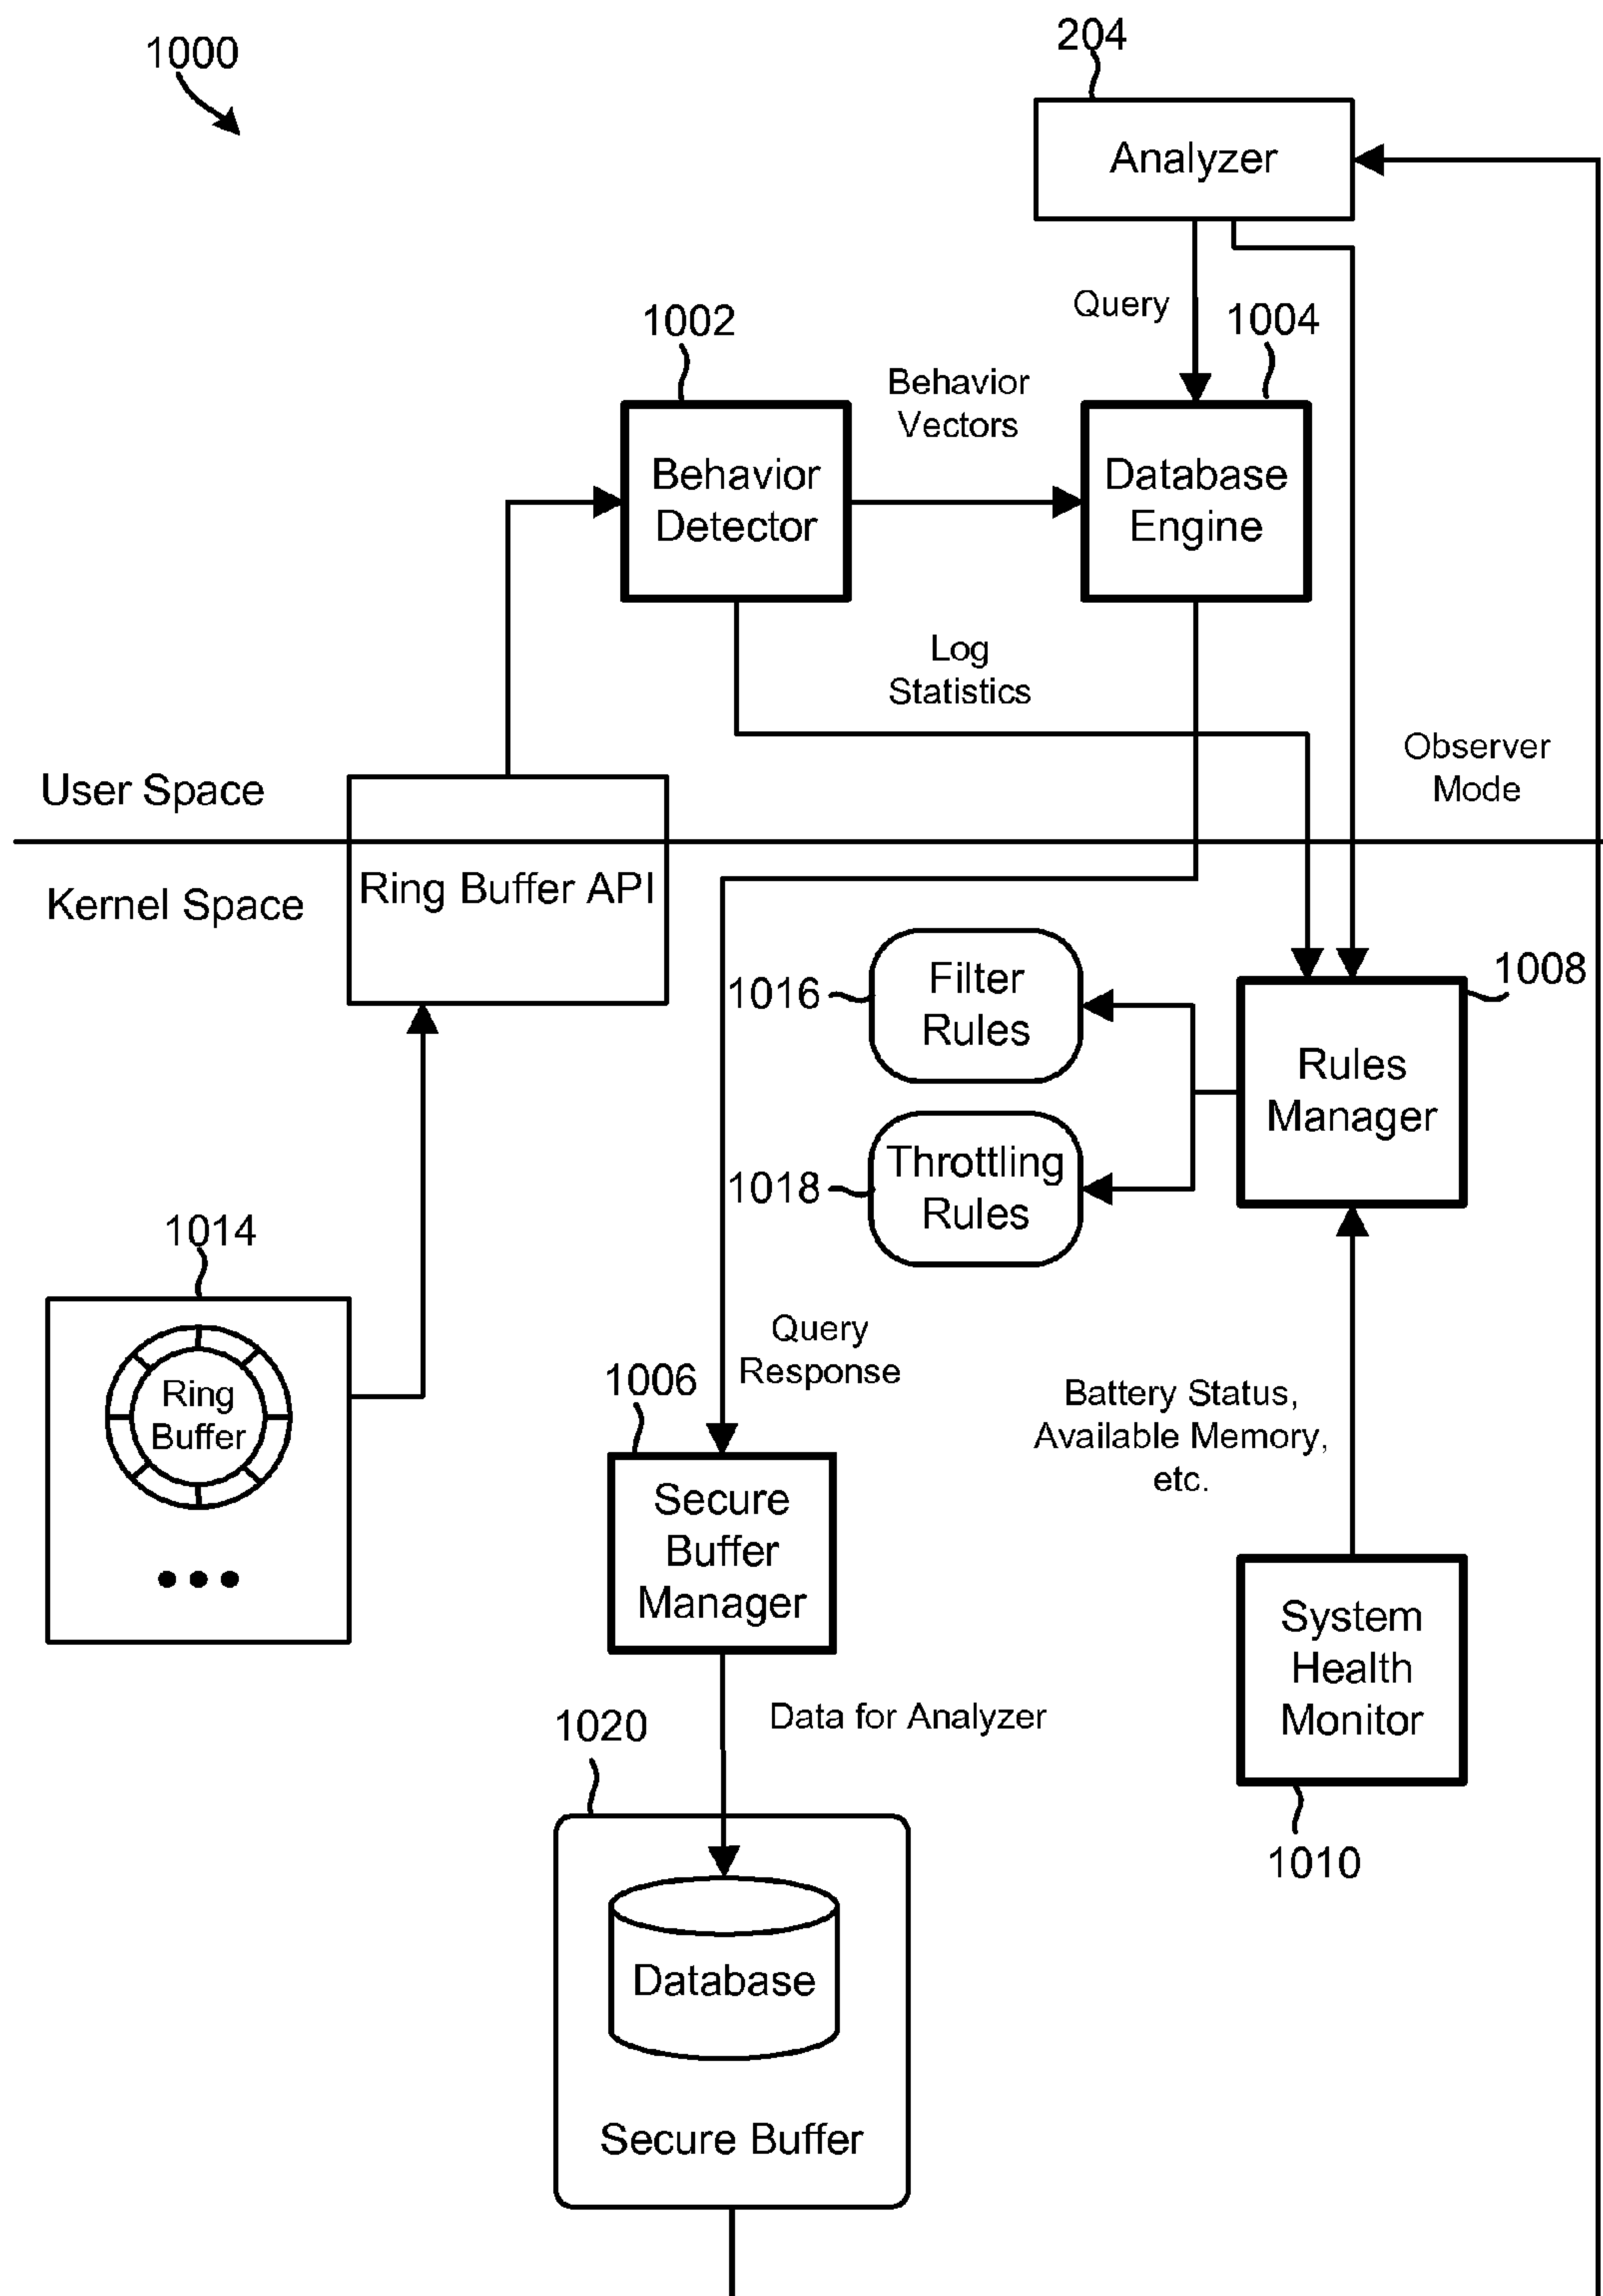 1000
204
Analyzer
Query
1002
1004
Behavior
Vectors
Behavior
Detector
Database
Engine
Log
Statistics
Observer
Mode
User Space
Kernel Space
Ring Buffer API
1016
Filter
Rules
1008
Rules
Manager
1018
Throttling
Rules
1014
Ring
Buffer
Query
Response
1006
Battery Status,
Available Memory,
etc.
Secure
Buffer
Manager
System
Health
Monitor
Data for Analyzer
1020
1010
Database
Secure Buffer